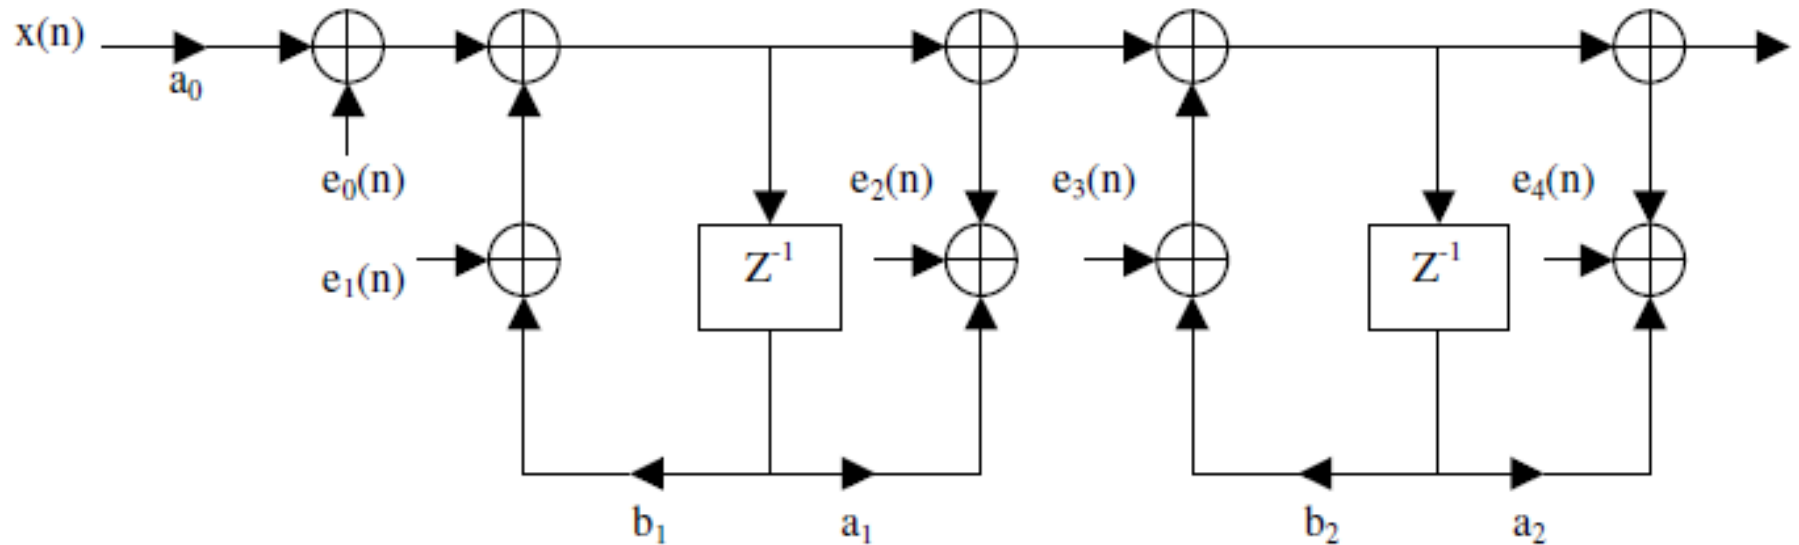 x(n)
a₀
e₀(n)
e₂(n)
e₃(n)
e₄(n)
e₁(n)
Z⁻¹
Z⁻¹
b₁
a₁
b₂
a₂